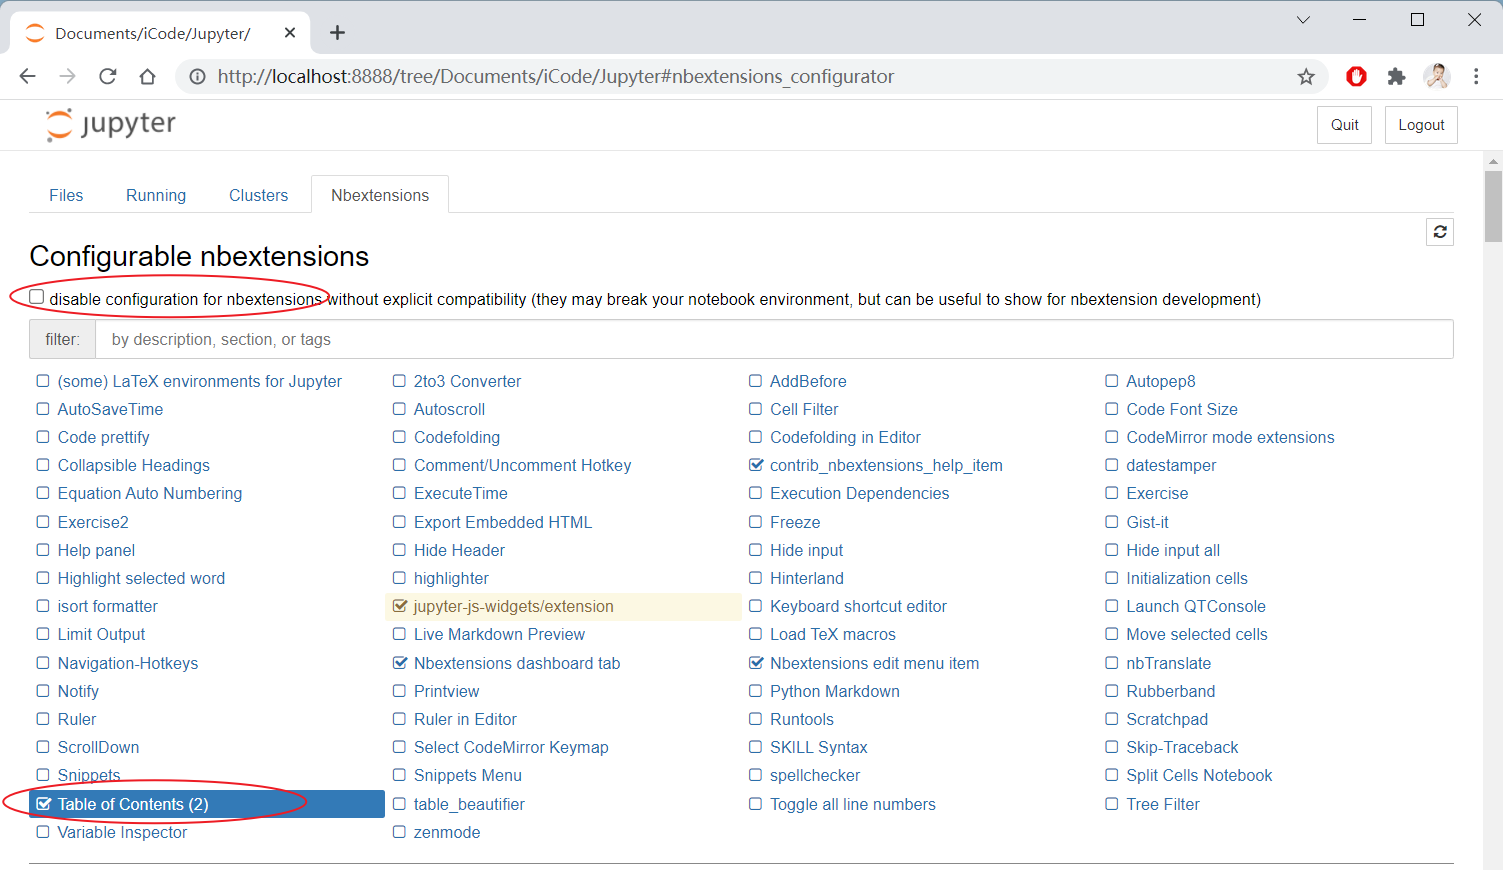 Documents/iCode/Jupyter/
http://localhost:8888/tree/Documents/iCode/Jupyter#nbextensions_configurator
jupyter
Quit
Logout
Files
Running
Clusters
Nbextensions
Configurable nbextensions
disable configuration for nbextensions without explicit compatibility (they may break your notebook environment, but can be useful to show for nbextension development)
filter:
by description, section, or tags
(some) LaTeX environments for Jupyter
2to3 Converter
AddBefore
Autopep8
AutoSaveTime
Autoscroll
Cell Filter
Code Font Size
Code prettify
Codefolding
Codefolding in Editor
CodeMirror mode extensions
Collapsible Headings
Comment/Uncomment Hotkey
contrib_nbextensions_help_item
datestamper
Equation Auto Numbering
ExecuteTime
Execution Dependencies
Exercise
Exercise2
Export Embedded HTML
Freeze
Gist-it
Help panel
Hide Header
Hide input
Hide input all
Highlight selected word
highlighter
Hinterland
Initialization cells
isort formatter
jupyter-js-widgets/extension
Keyboard shortcut editor
Launch QTConsole
Limit Output
Live Markdown Preview
Load TeX macros
Move selected cells
Navigation-Hotkeys
Nbextensions dashboard tab
Nbextensions edit menu item
nbTranslate
Notify
Printview
Python Markdown
Rubberband
Ruler
Ruler in Editor
Runtools
Scratchpad
ScrollDown
Select CodeMirror Keymap
SKILL Syntax
Skip-Traceback
Snippets
Snippets Menu
spellchecker
Split Cells Notebook
Table of Contents (2)
table_beautifier
Toggle all line numbers
Tree Filter
Variable Inspector
zenmode